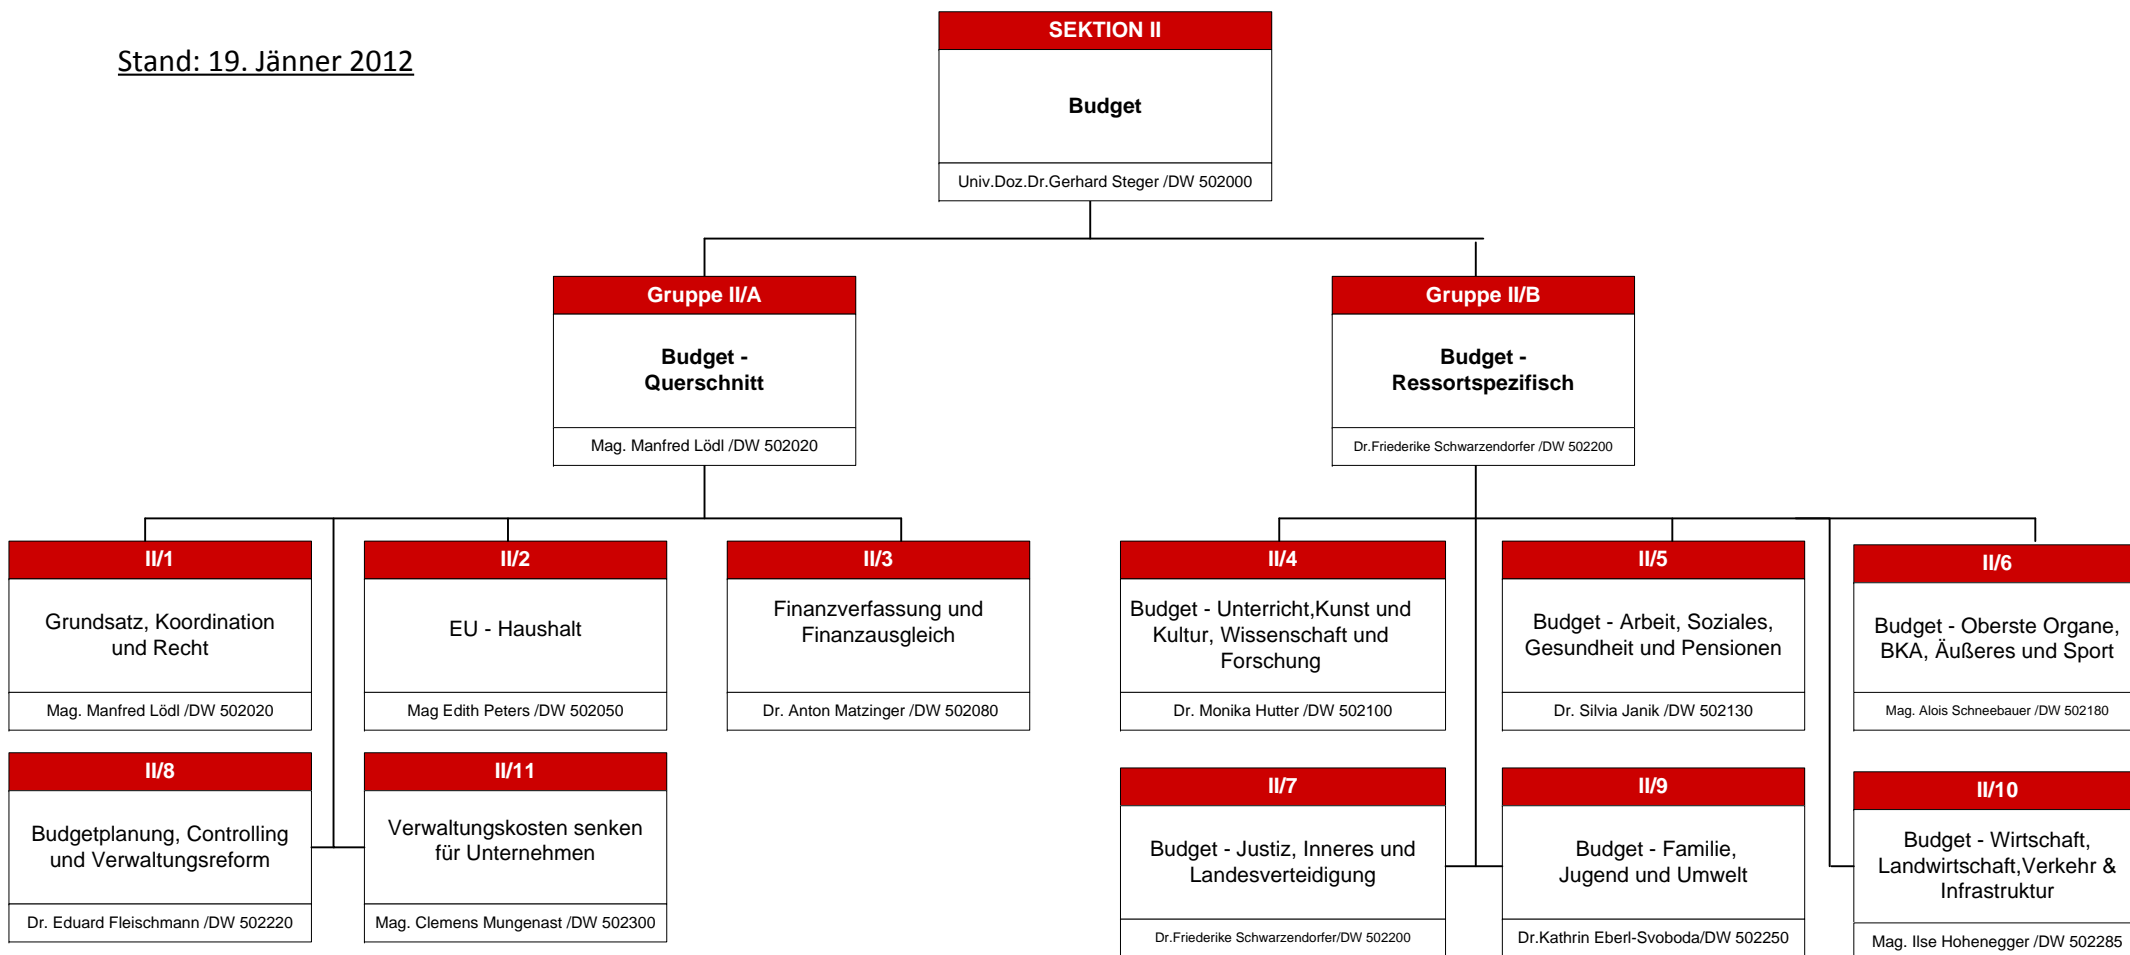 Stand: 19. Jänner 2012
SEKTION II
Budget
Univ.Doz.Dr.Gerhard Steger /DW 502000
Gruppe II/A
Budget -
Querschnitt
Mag. Manfred Lödl /DW 502020
Gruppe II/B
Budget -
Ressortspezifisch
Dr.Friederike Schwarzendorfer /DW 502200
II/1
Grundsatz, Koordination
und Recht
Mag. Manfred Lödl /DW 502020
II/2
EU - Haushalt
Mag Edith Peters /DW 502050
II/3
Finanzverfassung und
Finanzausgleich
Dr. Anton Matzinger /DW 502080
II/4
Budget - Unterricht,Kunst und
Kultur, Wissenschaft und
Forschung
Dr. Monika Hutter /DW 502100
II/5
Budget - Arbeit, Soziales,
Gesundheit und Pensionen
Dr. Silvia Janik /DW 502130
II/6
Budget - Oberste Organe,
BKA, Äußeres und Sport
Mag. Alois Schneebauer /DW 502180
II/8
Budgetplanung, Controlling
und Verwaltungsreform
Dr. Eduard Fleischmann /DW 502220
II/11
Verwaltungskosten senken
für Unternehmen
Mag. Clemens Mungenast /DW 502300
II/7
Budget - Justiz, Inneres und
Landesverteidigung
Dr.Friederike Schwarzendorfer/DW 502200
II/9
Budget - Familie,
Jugend und Umwelt
Dr.Kathrin Eberl-Svoboda/DW 502250
II/10
Budget - Wirtschaft,
Landwirtschaft,Verkehr &
Infrastruktur
Mag. Ilse Hohenegger /DW 502285